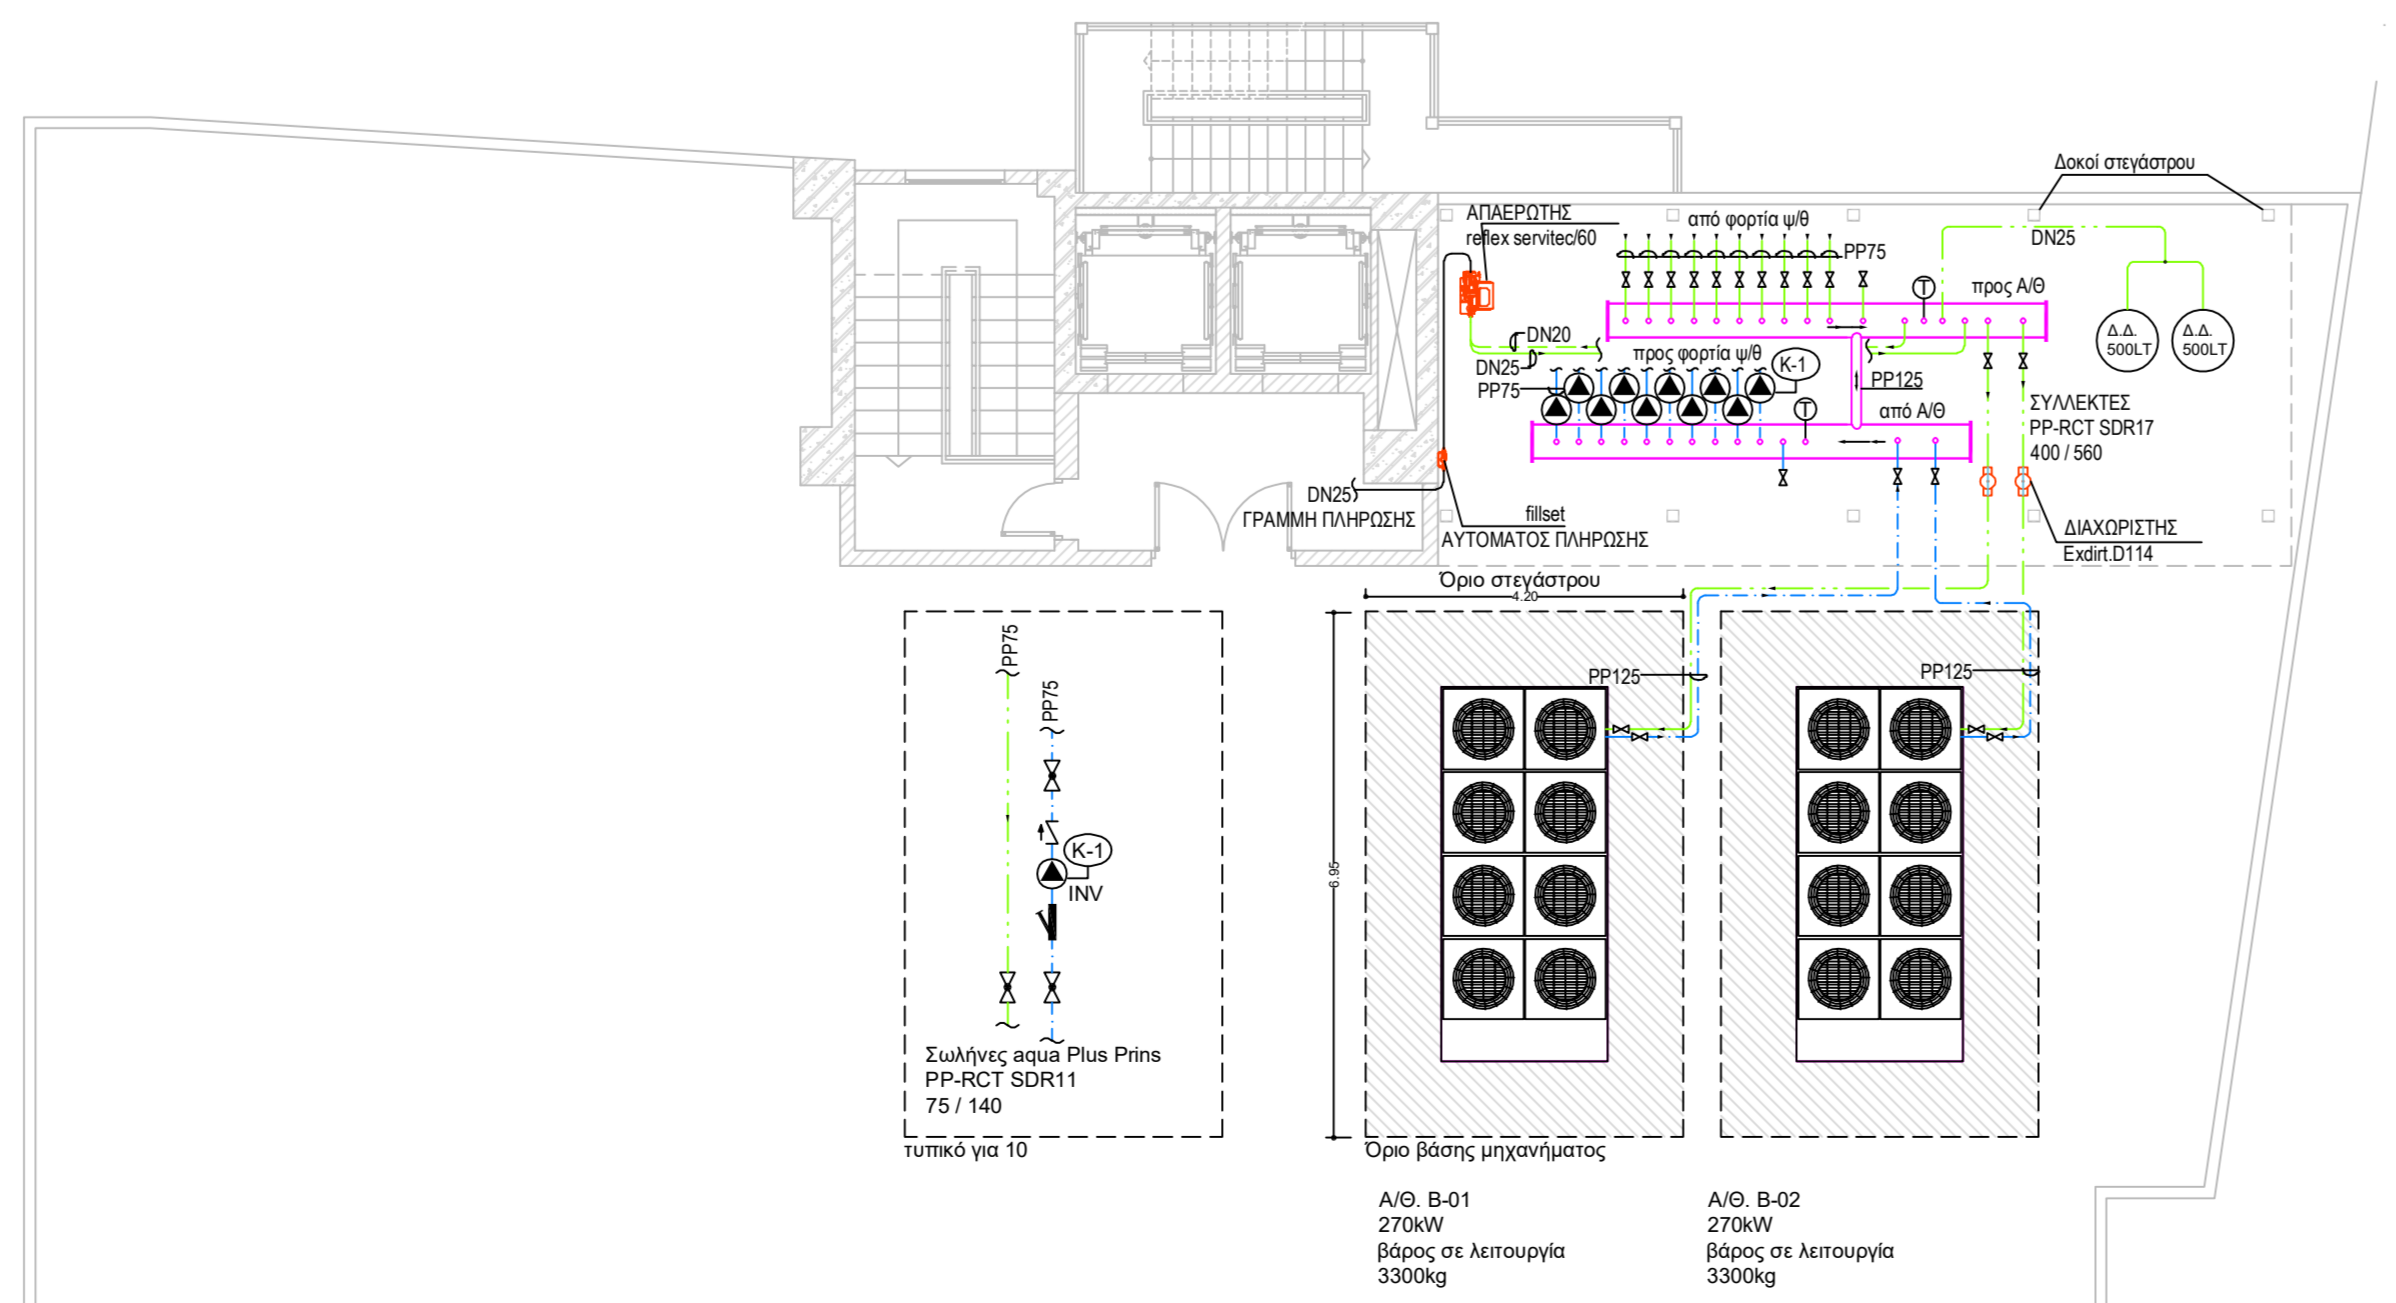 Δοκοί στεγάστρου
ΑΠΑΕΡΩΤΗΣ
reflex servitec/60
από φορτία ψ/θ
PP75
DN25
προς Α/Θ
T
Δ.Δ.
500LT
Δ.Δ.
500LT
DN20
DN25
PP75
προς φορτία ψ/θ
K-1
PP125
T
από Α/Θ
ΣΥΛΛΕΚΤΕΣ
PP-RCT SDR17
400 / 560
DN25
ΓΡΑΜΜΗ ΠΛΗΡΩΣΗΣ
fillset
ΑΥΤΟΜΑΤΟΣ ΠΛΗΡΩΣΗΣ
ΔΙΑΧΩΡΙΣΤΗΣ
Exdirt.D114
Όριο στεγάστρου
4.20
6.95
PP125
PP125
PP75
PP75
K-1
INV
Σωλήνες aqua Plus Prins
PP-RCT SDR11
75 / 140
τυπικό για 10
Όριο βάσης μηχανήματος
Α/Θ. Β-01
270kW
βάρος σε λειτουργία
3300kg
Α/Θ. Β-02
270kW
βάρος σε λειτουργία
3300kg